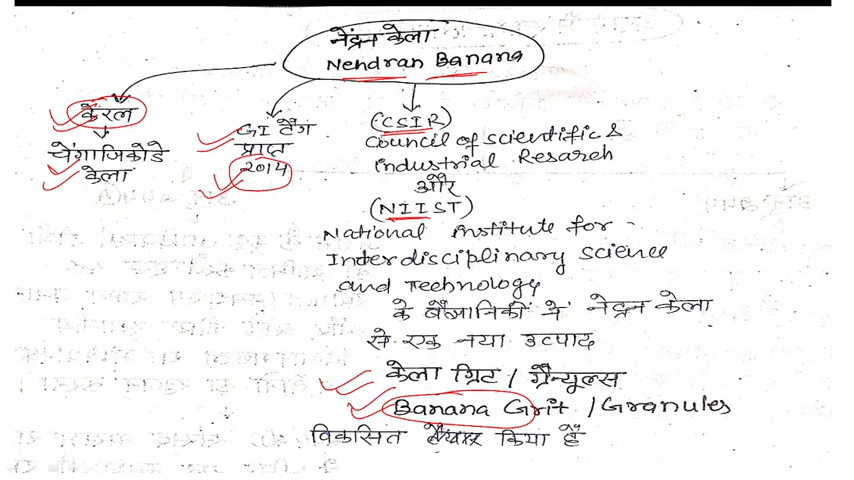 नेंद्रन केला
Nendran Banana
केरल
चेंगाजिकोडे
केला
GI टैग
प्राप्त
2014
(CSIR)
Council of scientific &
industrial Resarch
और
(NIIST)
National institute for
Interdisciplinary science
and Technology
के वैज्ञानिकों ने नेंद्रन केला
से एक नया उत्पाद
केला ग्रिट / ग्रैन्यूल्स
Banana Grit / Granules
विकसित किया है